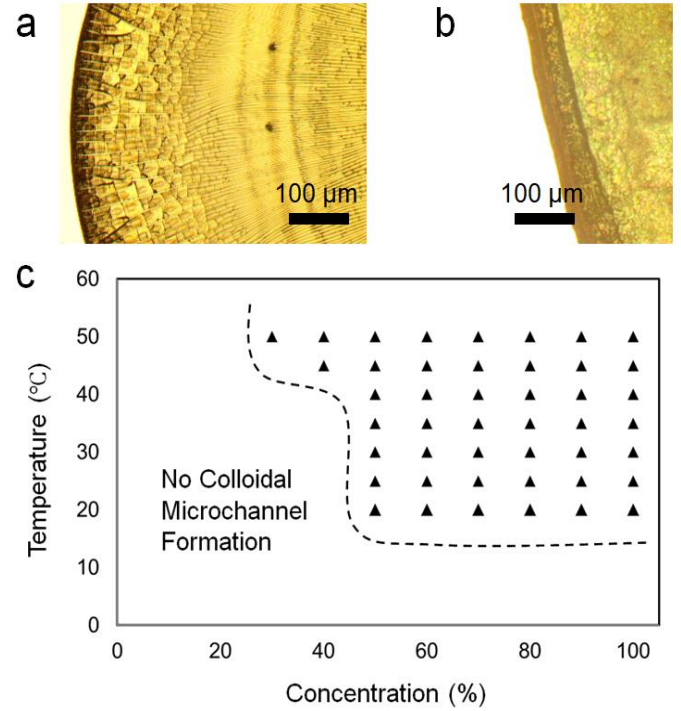 a
b
100 µm
100 µm
c
60
50
40
30
20
10
0
Temperature (℃)
No Colloidal
Microchannel
Formation
0
20
40
60
80
100
Concentration (%)